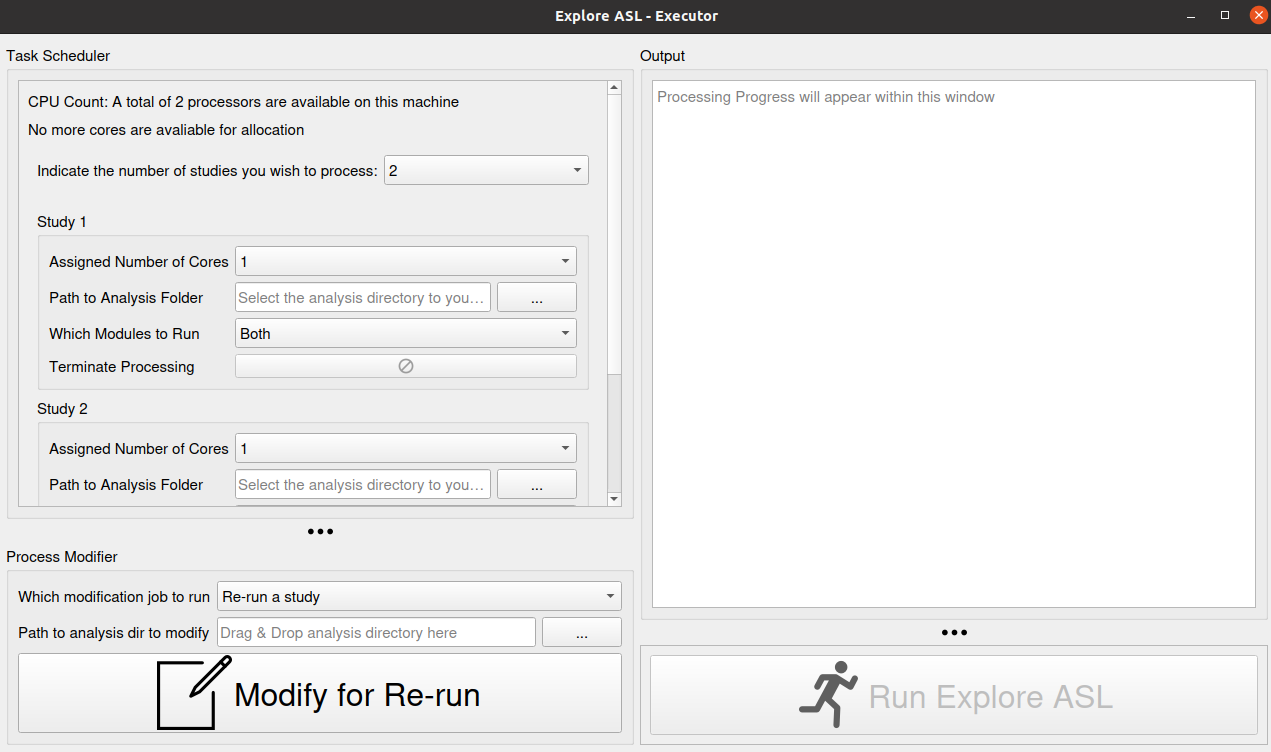 Explore ASL - Executor
Task Scheduler
CPU Count: A total of 2 processors are available on this machine
No more cores are avaliable for allocation
Indicate the number of studies you wish to process: 2
Study 1
Assigned Number of Cores 1
Path to Analysis Folder Select the analysis directory to you... ...
Which Modules to Run Both
Terminate Processing
Study 2
Assigned Number of Cores 1
Path to Analysis Folder Select the analysis directory to you... ...
Process Modifier
Which modification job to run Re-run a study
Path to analysis dir to modify Drag & Drop analysis directory here ...
Modify for Re-run
Output
Processing Progress will appear within this window
Run Explore ASL